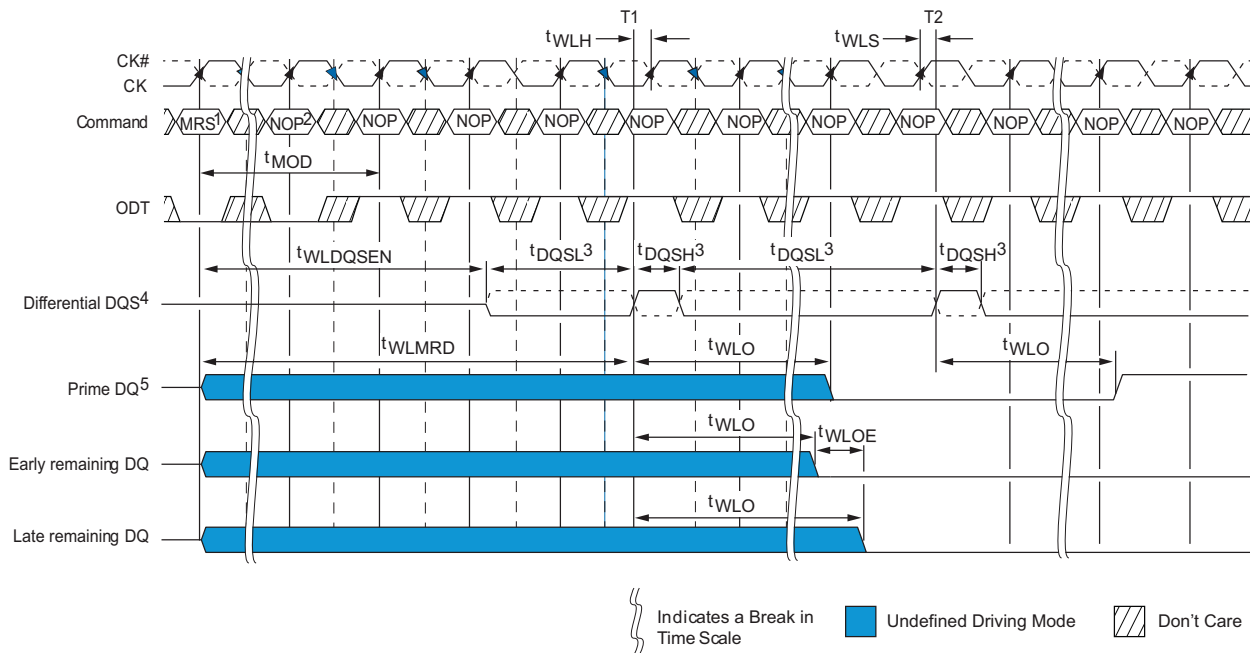 T1 T2
tWLH tWLS
CK#
CK
Command MRS1 NOP2 NOP NOP NOP NOP NOP NOP NOP NOP NOP NOP
tMOD
ODT
tWLDQSEN tDQSL3 tDQSH3 tDQSL3 tDQSH3
Differential DQS4
tWLMRD tWLO tWLO
Prime DQ5
tWLO tWLOE
Early remaining DQ
tWLO
Late remaining DQ
Indicates a Break in
Time Scale
Undefined Driving Mode
Don't Care